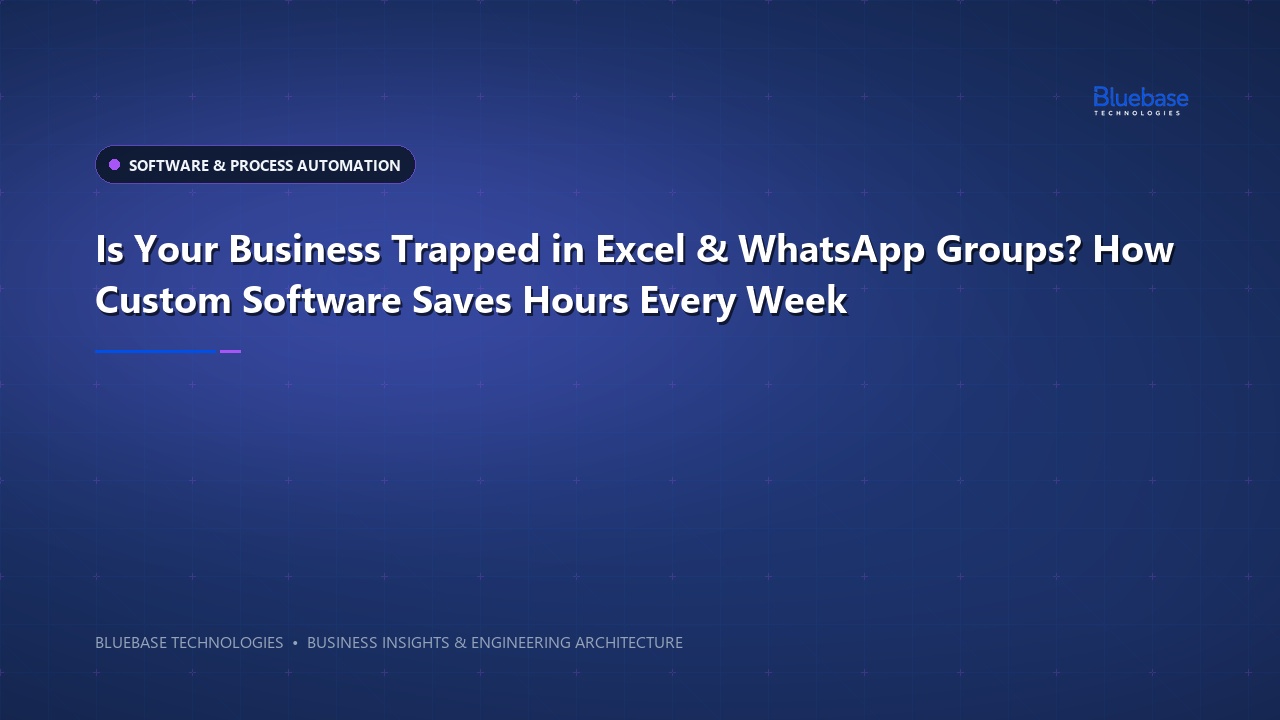 Bluebase
TECHNOLOGIES
SOFTWARE & PROCESS AUTOMATION
Is Your Business Trapped in Excel & WhatsApp Groups? How
Custom Software Saves Hours Every Week
BLUEBASE TECHNOLOGIES • BUSINESS INSIGHTS & ENGINEERING ARCHITECTURE